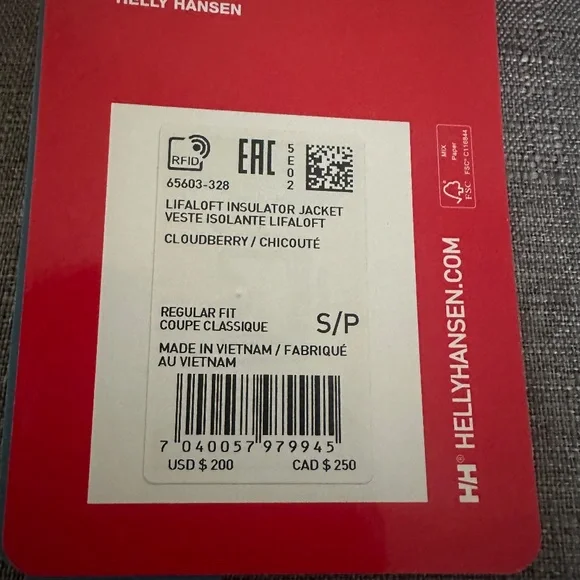 HELLY HANSEN
RFID
EAC
5E02
65603-328
LIFALOFT INSULATOR JACKET
VESTE ISOLANTE LIFALOFT
CLOUDBERRY / CHICOUTÉ
REGULAR FIT
COUPE CLASSIQUE
S/P
MADE IN VIETNAM / FABRIQUÉ
AU VIETNAM
7 040057 979945
USD $ 200 CAD $ 250
MIX
Paper
FSC® C116844
FSC
HH® HELLYHANSEN.COM